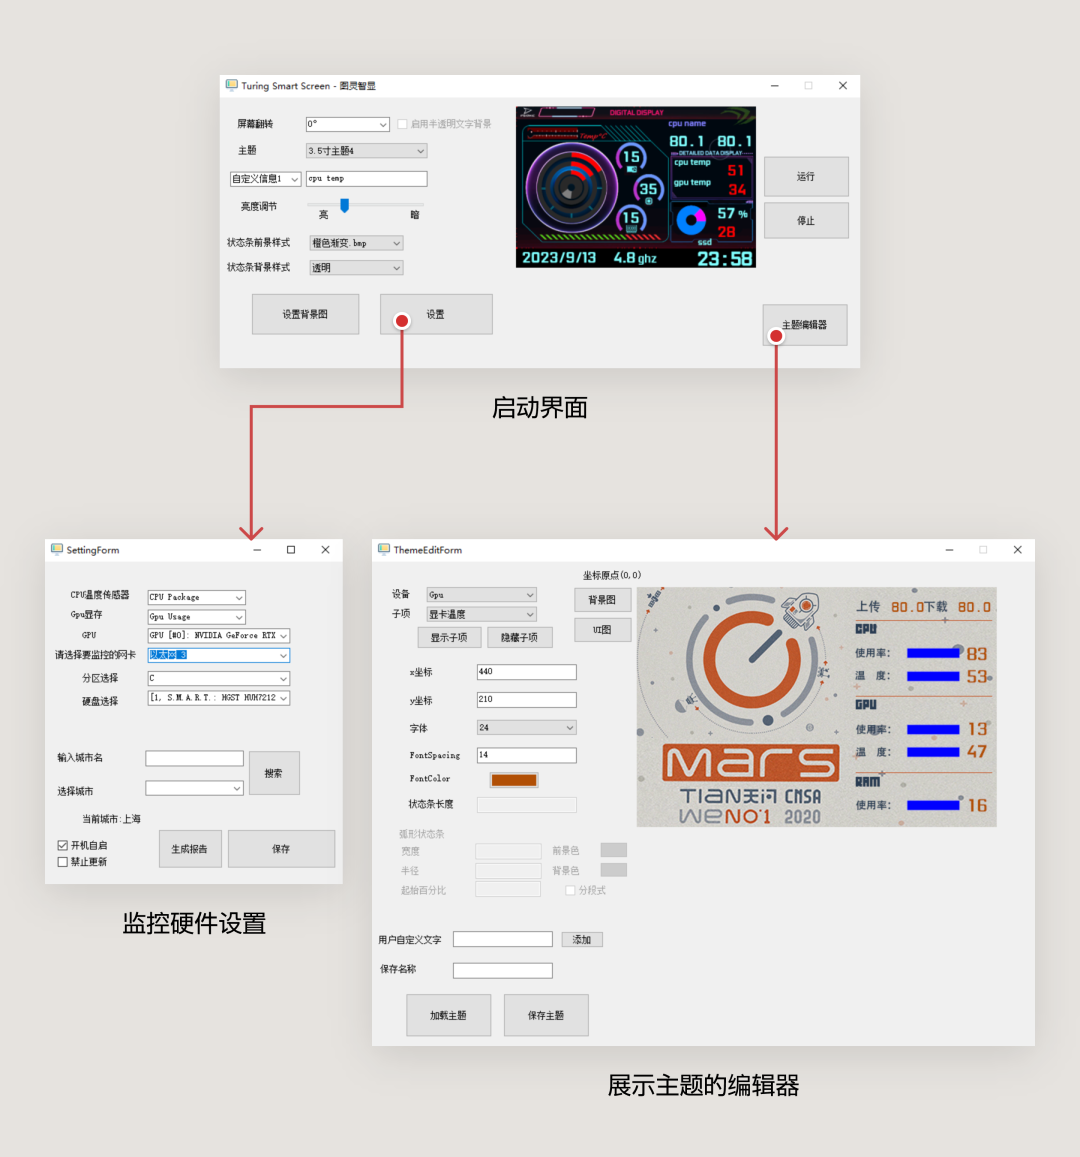 Turing Smart Screen - 图灵智显
屏幕翻转
0°
启用半透明文字背景
主题
3.5寸主题4
自定义信息1
cpu temp
亮度调节
亮
暗
状态条前景样式
橙色渐变.bmp
状态条背景样式
透明
设置背景图
设置
DIGITAL DISPLAY
Temp°C
cpu name
80.1 80.1
DETAILED DATA DISPLAY
cpu temp
51
gpu temp
34
15
35
15
57 %
28
ssd
2023/9/13 4.8 ghz 23:58
运行
停止
主题编辑器
启动界面
SettingForm
CPU温度传感器
CPU Package
Gpu显存
Gpu Usage
GPU
GPU [#0]: NVIDIA GeForce RTX
请选择要监控的网卡
以太网 3
分区选择
C
硬盘选择
[1, S.M.A.R.T.: HGST HUH7212
输入城市名
搜索
选择城市
当前城市:上海
开机自启
禁止更新
生成报告
保存
监控硬件设置
ThemeEditForm
坐标原点(0,0)
设备
Gpu
子项
显卡温度
显示子项
隐藏子项
背景图
UI图
x坐标
440
y坐标
210
字体
24
FontSpacing
14
FontColor
状态条长度
弧形状态条
宽度
前景色
半径
背景色
起始百分比
分段式
用户自定义文字
添加
保存名称
加载主题
保存主题
上传 80.0下载 80.0
CPU
使用率: 83
温 度: 53
GPU
使用率: 13
温 度: 47
RAM
使用率: 16
Mars
TIAN天问 CNSA
WENO.1 2020
展示主题的编辑器